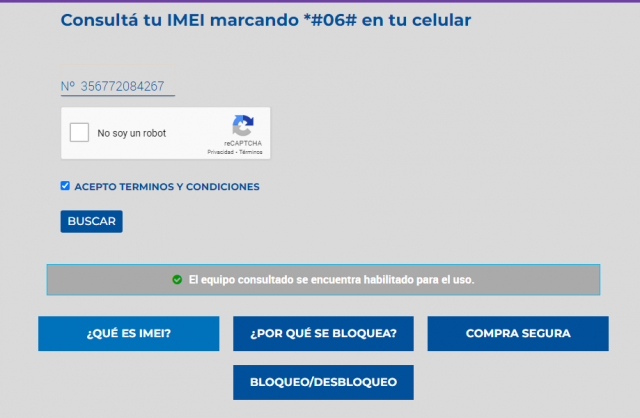 Consultá tu IMEI marcando *#06# en tu celular
Nº 356772084267
No soy un robot
reCAPTCHA
Privacidad - Términos
ACEPTO TERMINOS Y CONDICIONES
BUSCAR
El equipo consultado se encuentra habilitado para el uso.
¿QUÉ ES IMEI? ¿POR QUÉ SE BLOQUEA? COMPRA SEGURA
BLOQUEO/DESBLOQUEO